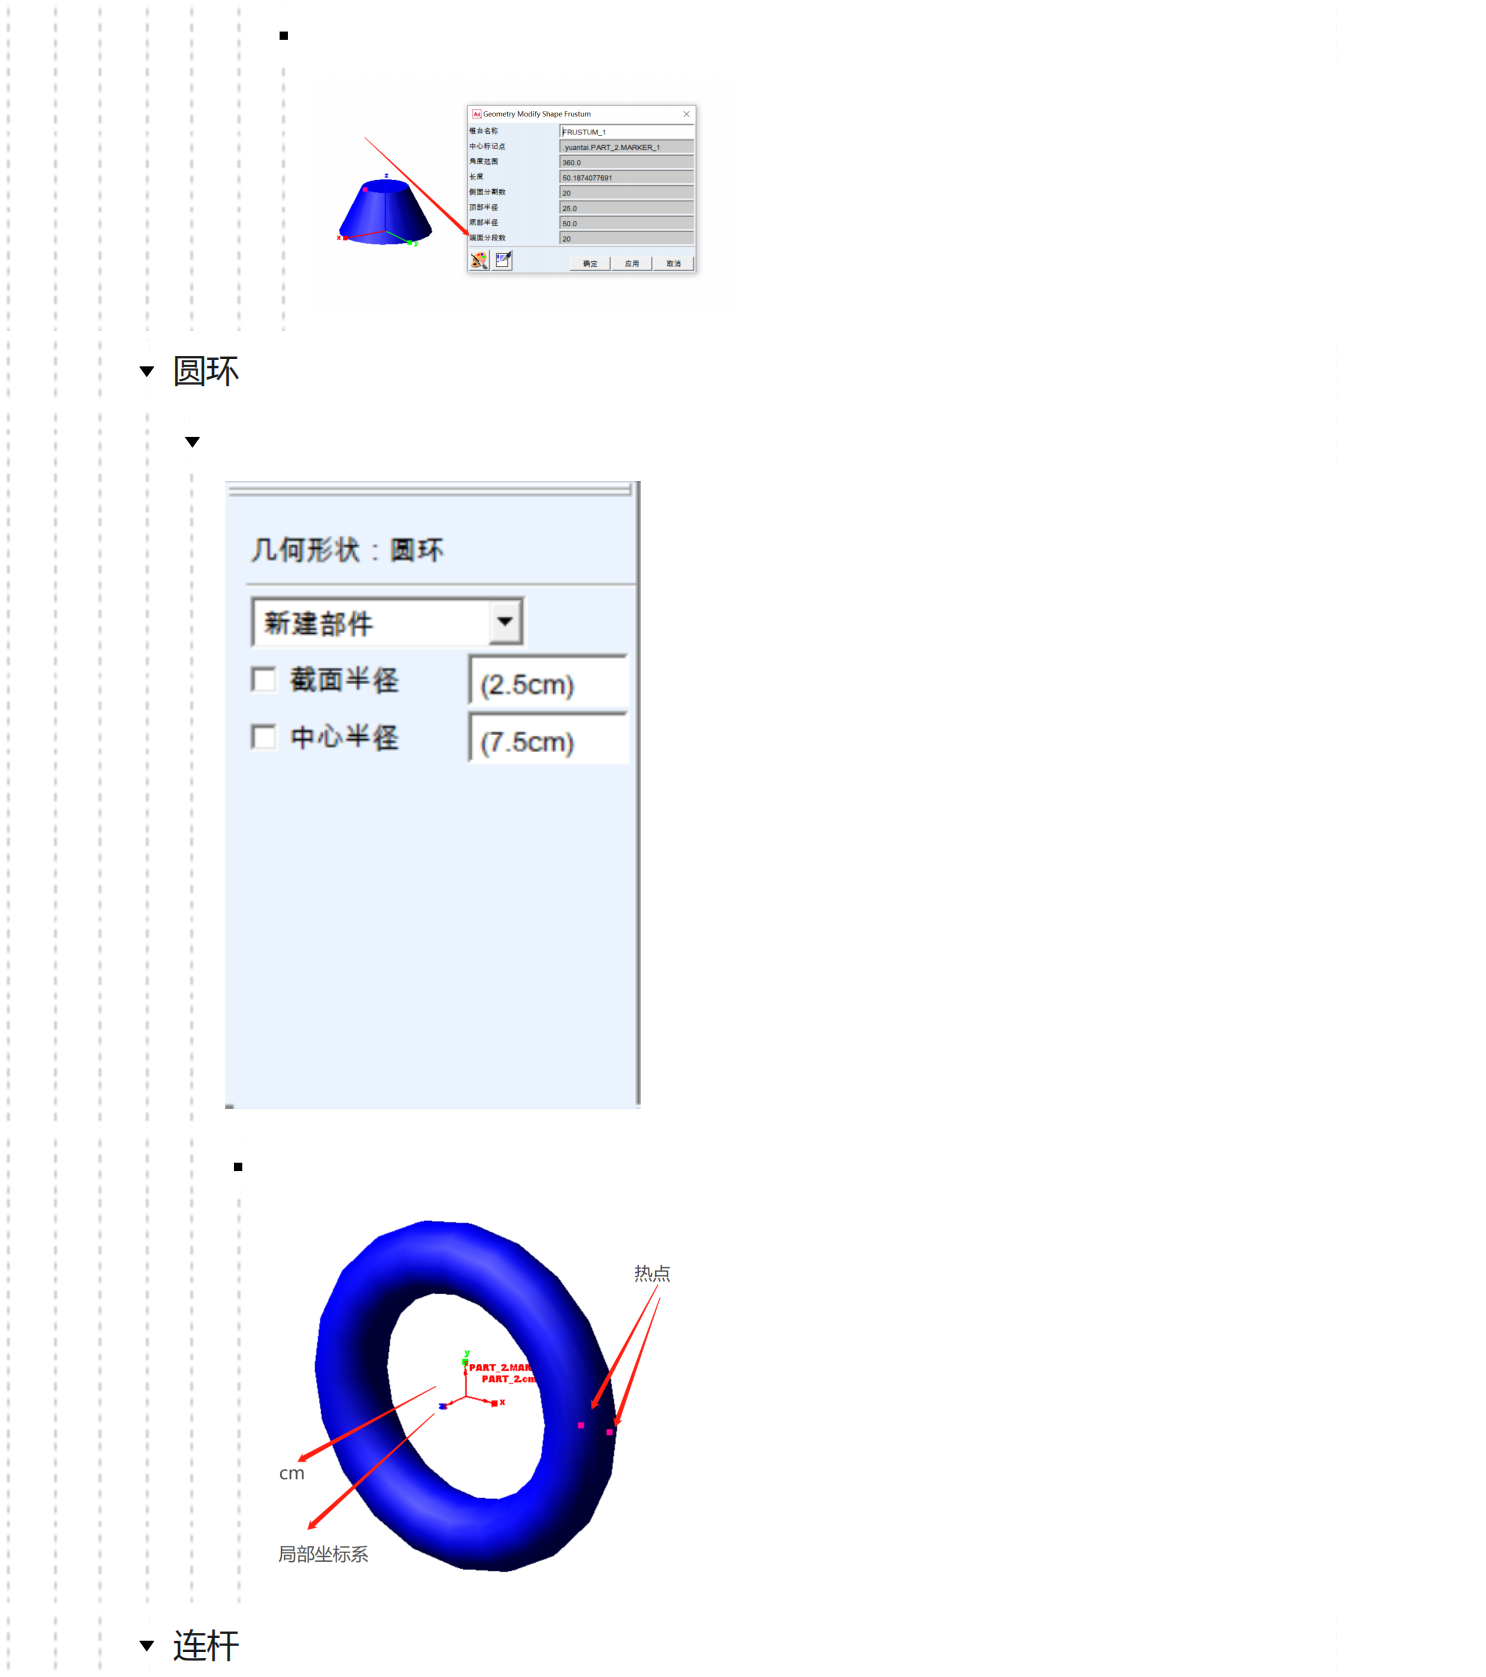 Geometry Modify Shape Frustum
锥台名称 FRUSTUM_1
中心标记点 .yuantai.PART_2.MARKER_1
角度范围 360.0
长度 50.1874077691
侧面分割数 20
顶部半径 25.0
底部半径 50.0
端面分段数 20
确定 应用 取消
z
x
y
圆环
几何形状：圆环
新建部件
截面半径 (2.5cm)
中心半径 (7.5cm)
热点
y
PART_2.MAR
PART_2.cm
x
z
cm
局部坐标系
连杆